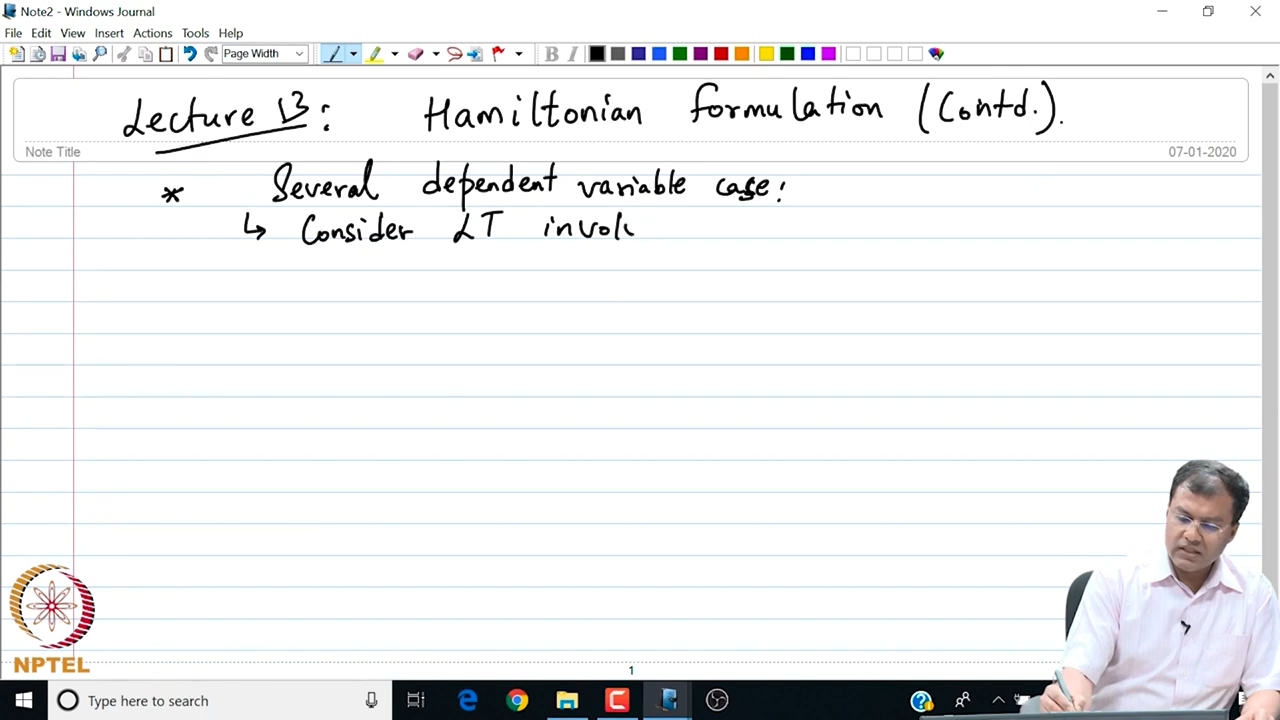 Note2 - Windows Journal
File Edit View Insert Actions Tools Help
Page Width B I
Lecture 13: Hamiltonian formulation (Contd.).
Note Title 07-01-2020
* Several dependent variable case:
↳ Consider LT involv
1
NPTEL
Type here to search